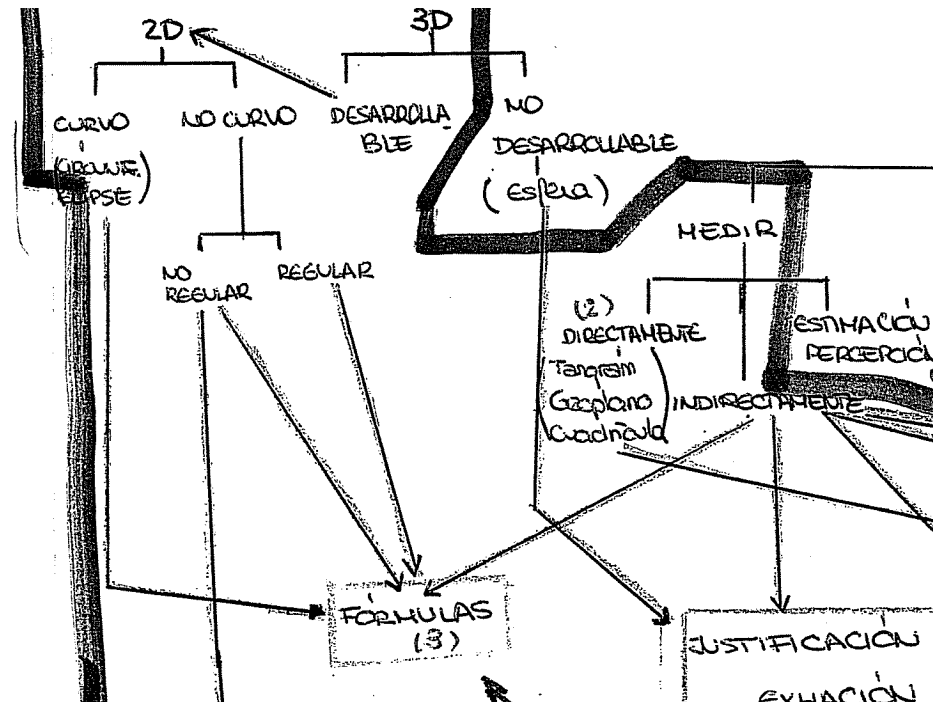 2D
3D
CURVO
(CIRCUNF.
ELIPSE)
NO CURVO
DESARROLLA
BLE
NO
DESARROLLABLE
(Esfera)
NO
REGULAR
REGULAR
MEDIR
(2)
DIRECTAMENTE
(Tangram
Geoplano
Cuadrícula)
INDIRECTAMENTE
ESTIMACIÓN
PERCEPCIÓN
FÓRMULAS
(3)
JUSTIFICACIÓN
EXHACIÓN